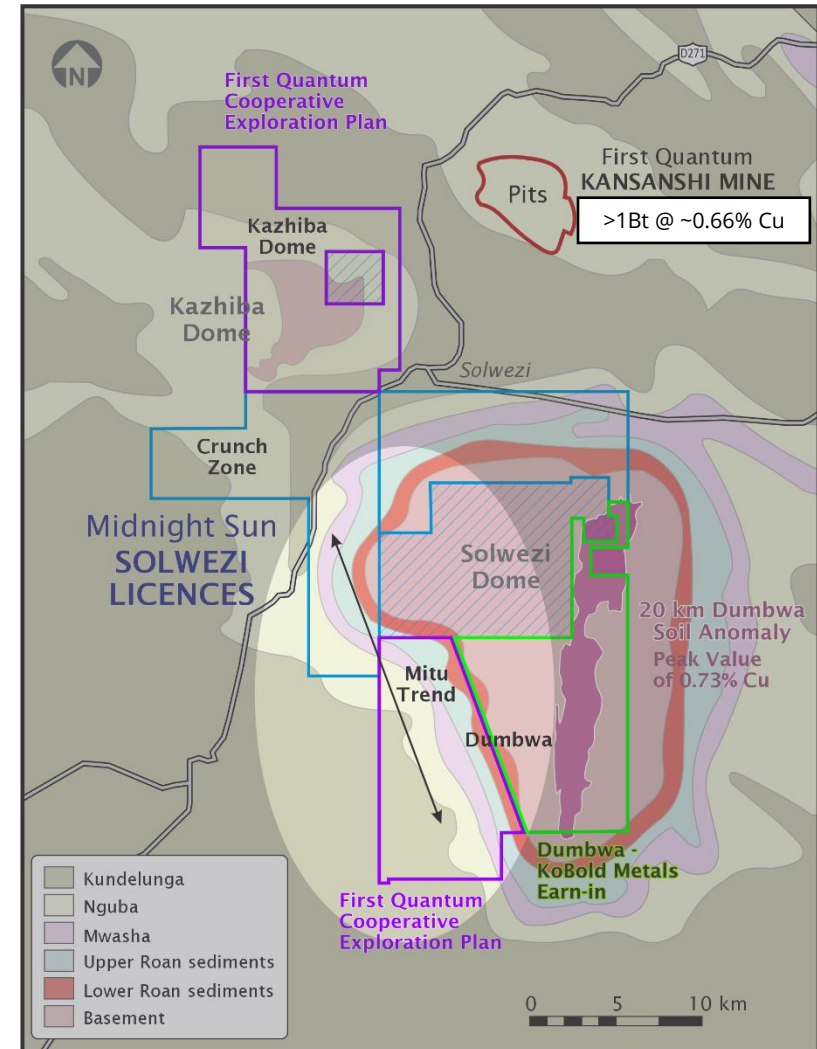 N
D271
First Quantum
Cooperative
Exploration Plan
First Quantum
KANSANSHI MINE
Pits
>1Bt @ ~0.66% Cu
Kazhiba
Dome
Kazhiba
Dome
Solwezi
Crunch
Zone
Midnight Sun
SOLWEZI
LICENCES
Solwezi
Dome
20 km Dumbwa
Soil Anomaly
Peak Value
of 0.73% Cu
Mitu
Trend
Dumbwa
Dumbwa -
KoBold Metals
Earn-in
First Quantum
Cooperative
Exploration Plan
Kundelunga
Nguba
Mwasha
Upper Roan sediments
Lower Roan sediments
Basement
0 5 10 km